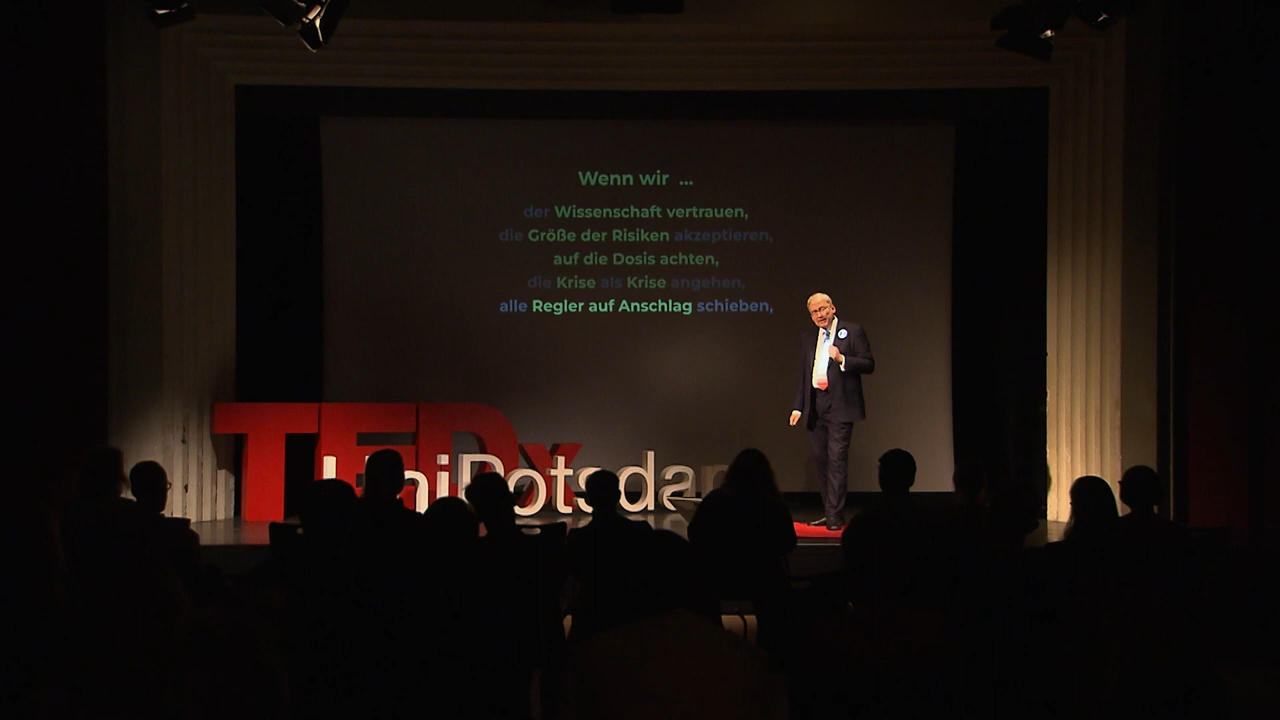 Wenn wir ...
der Wissenschaft vertrauen,
die Größe der Risiken akzeptieren,
auf die Dosis achten,
die Krise als Krise angehen,
alle Regler auf Anschlag schieben,
TEDx
UniPotsdam